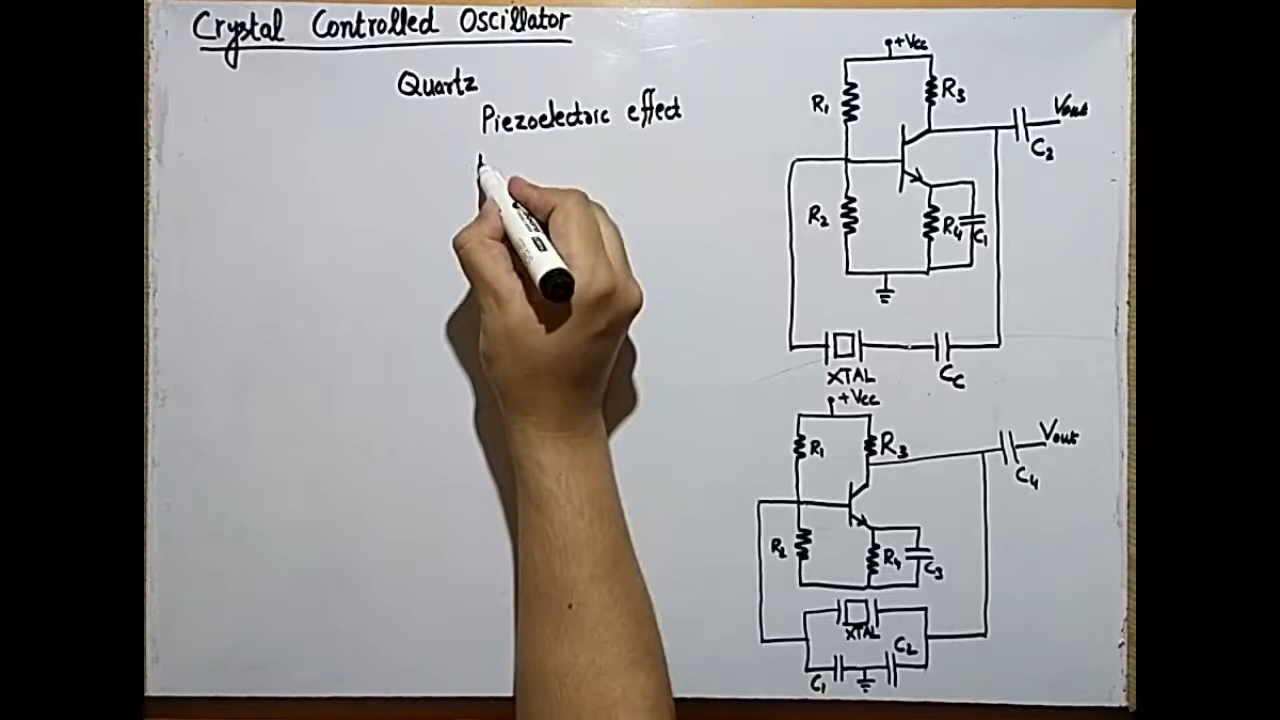 Crystal Controlled Oscillator
Quartz
Piezoelectric effect
+Vcc
R1
R3
Vout
C2
R2
R4
C1
XTAL
Cc
+Vcc
R1
R3
Vout
C4
R2
R4
C3
XTAL
C1
C2